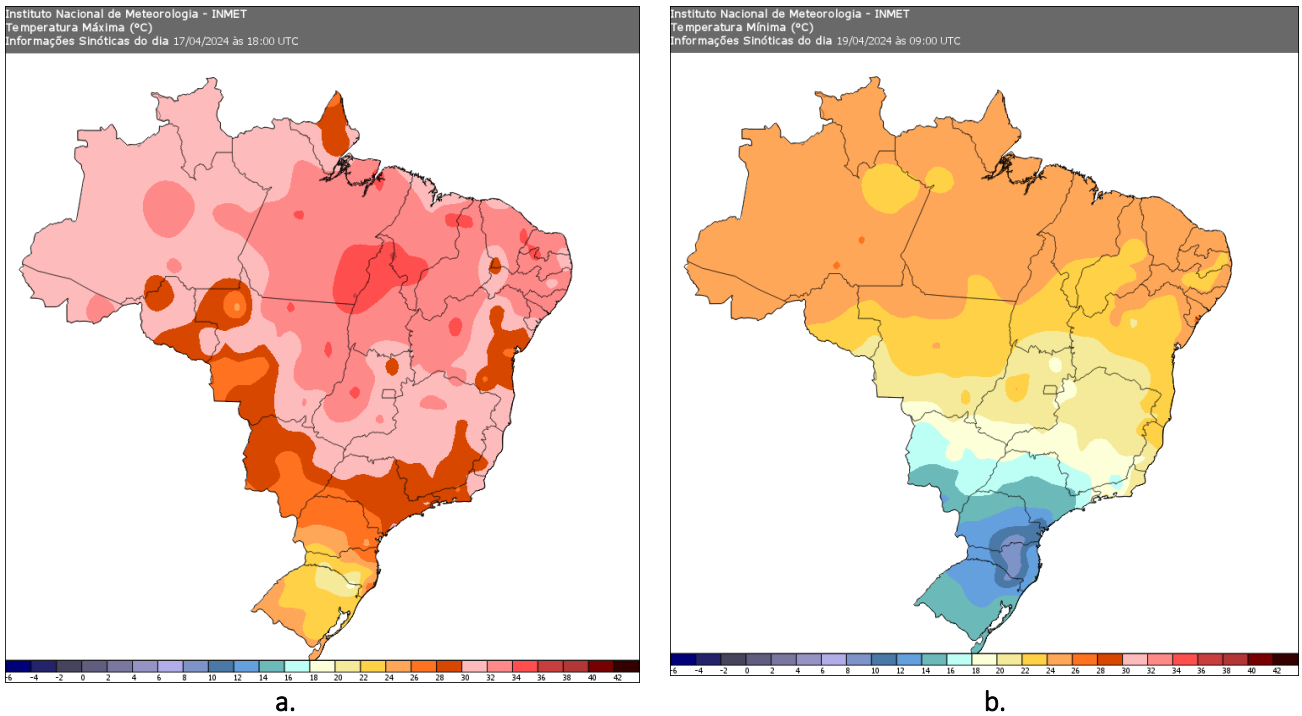 Instituto Nacional de Meteorologia - INMET
Temperatura Máxima (°C)
Informações Sinóticas do dia 17/04/2024 às 18:00 UTC
-6 -4 -2 0 2 4 6 8 10 12 14 16 18 20 22 24 26 28 30 32 34 36 38 40 42
a.
Instituto Nacional de Meteorologia - INMET
Temperatura Mínima (°C)
Informações Sinóticas do dia 19/04/2024 às 09:00 UTC
-6 -4 -2 0 2 4 6 8 10 12 14 16 18 20 22 24 26 28 30 32 34 36 38 40 42
b.